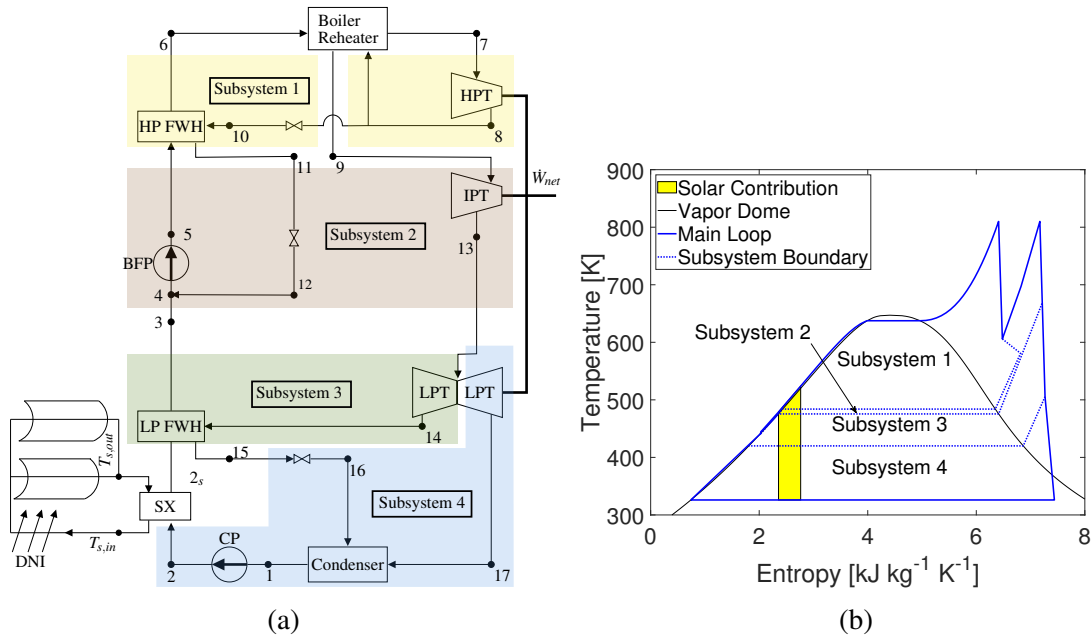 Boiler
Reheater
6
7
Subsystem 1
HPT
HP FWH
10
8
11
9
Ẇnet
IPT
5
Subsystem 2
13
BFP
4
12
3
Subsystem 3
LPT
LPT
LP FWH
14
Ts,out
15
2s
16
SX
Subsystem 4
CP
DNI
Ts,in
2
1
Condenser
17
(a)
900
800
700
600
500
400
300
Temperature [K]
Solar Contribution
Vapor Dome
Main Loop
Subsystem Boundary
Subsystem 2
Subsystem 1
Subsystem 3
Subsystem 4
0 2 4 6 8
Entropy [kJ kg⁻¹ K⁻¹]
(b)